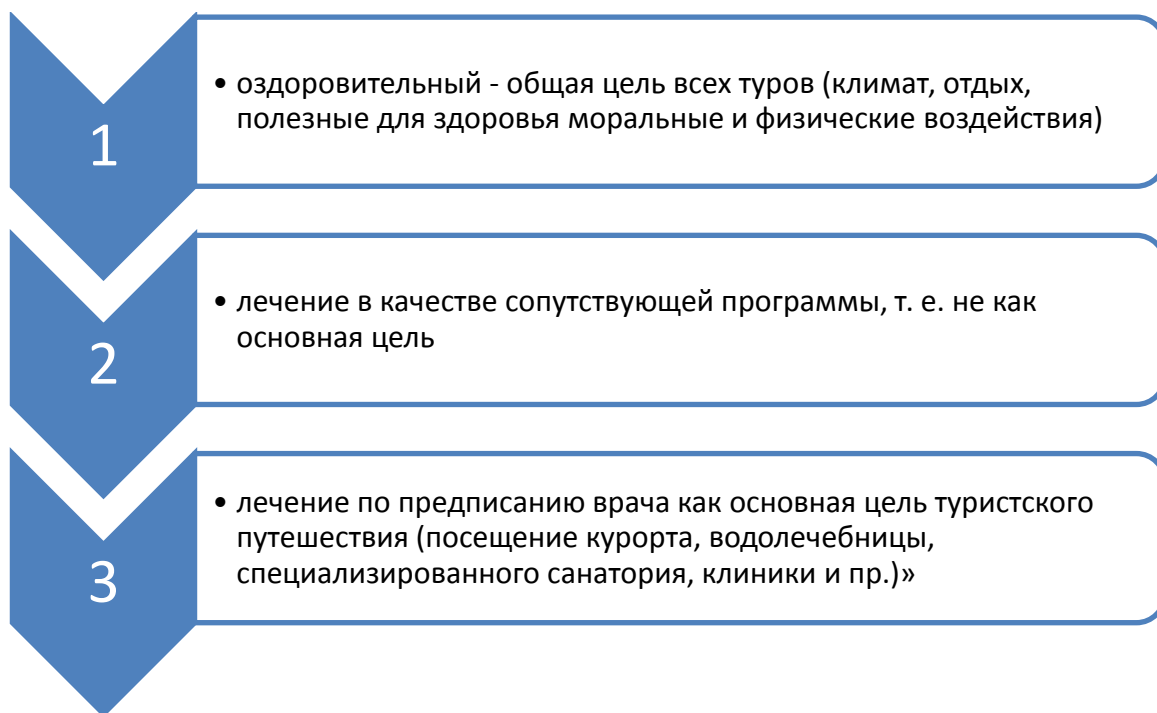 1
• оздоровительный - общая цель всех туров (климат, отдых,
полезные для здоровья моральные и физические воздействия)
2
• лечение в качестве сопутствующей программы, т. е. не как
основная цель
3
• лечение по предписанию врача как основная цель туристского
путешествия (посещение курорта, водолечебницы,
специализированного санатория, клиники и пр.)»